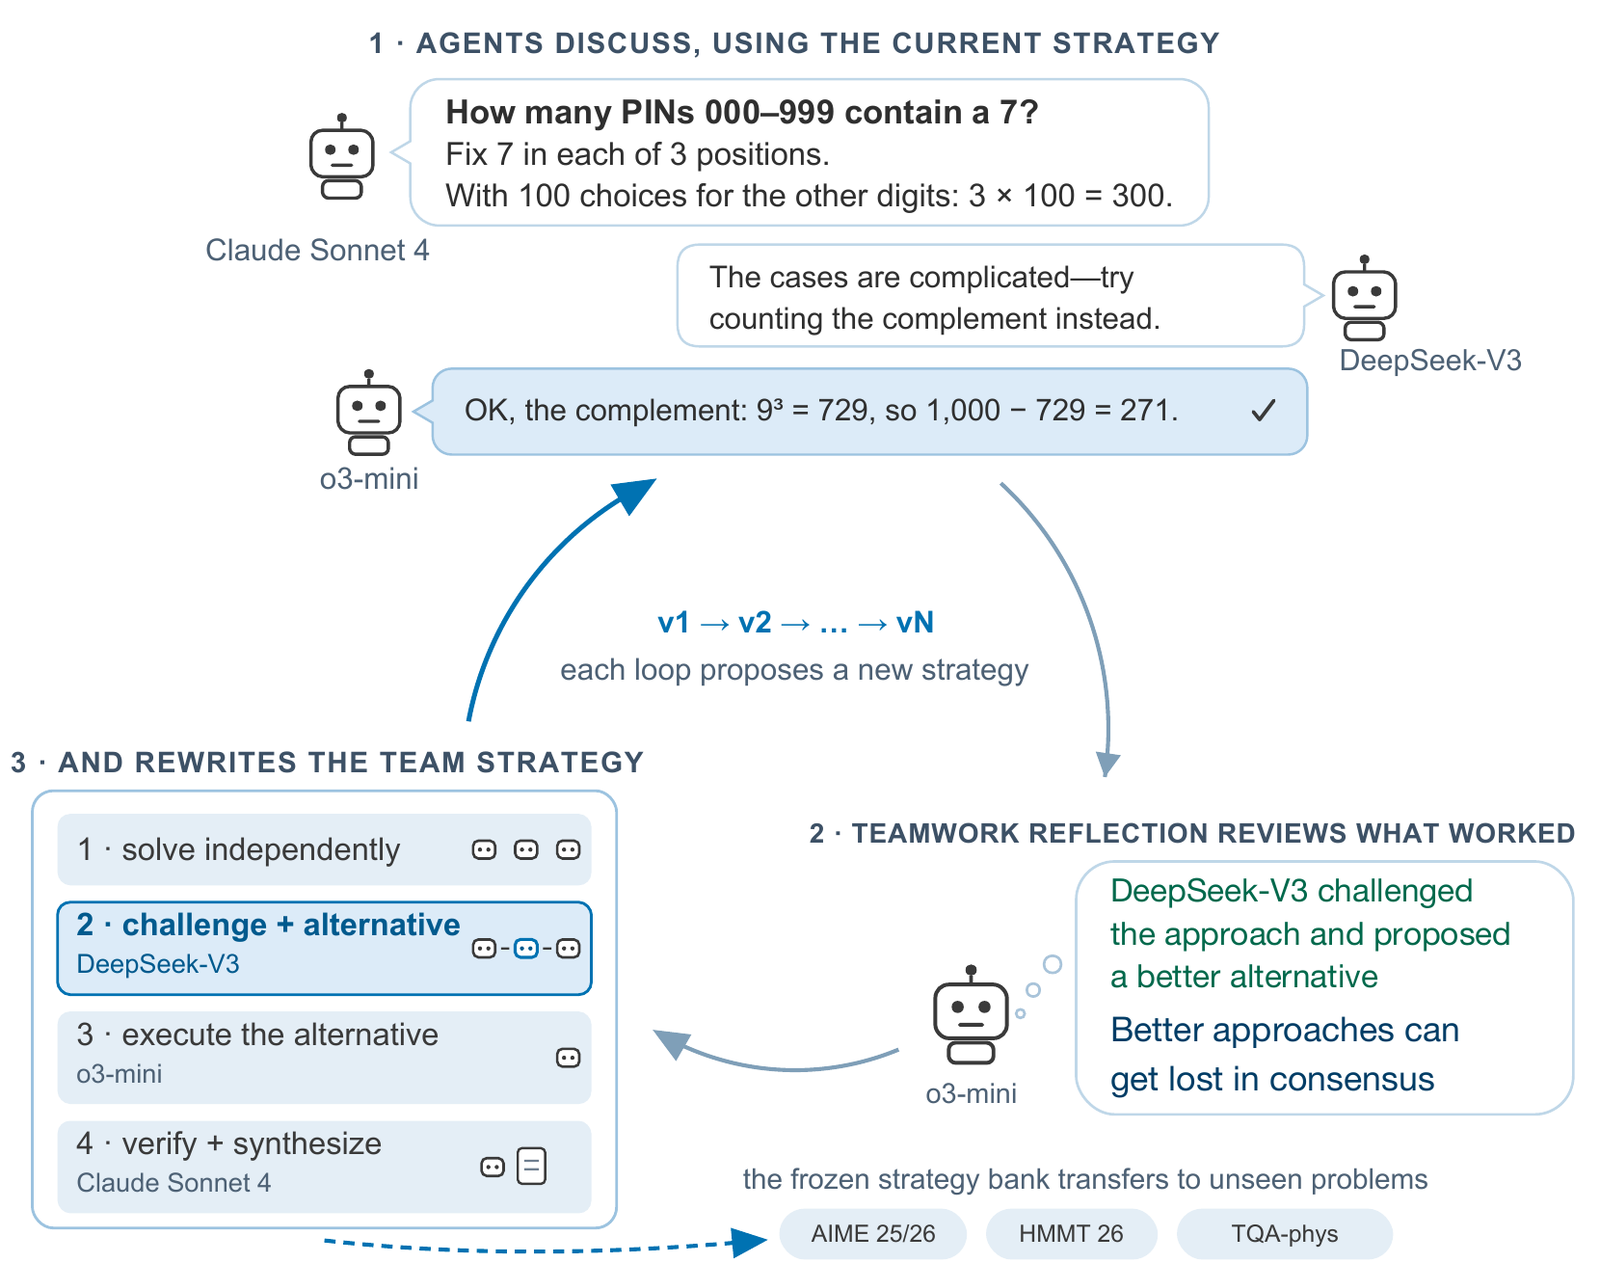 1 · AGENTS DISCUSS, USING THE CURRENT STRATEGY
How many PINs 000–999 contain a 7?
Fix 7 in each of 3 positions.
With 100 choices for the other digits: 3 × 100 = 300.
Claude Sonnet 4
The cases are complicated—try
counting the complement instead.
DeepSeek-V3
OK, the complement: 9³ = 729, so 1,000 − 729 = 271. ✓
o3-mini
v1 → v2 → … → vN
each loop proposes a new strategy
2 · TEAMWORK REFLECTION REVIEWS WHAT WORKED
DeepSeek-V3 challenged
the approach and proposed
a better alternative
Better approaches can
get lost in consensus
o3-mini
3 · AND REWRITES THE TEAM STRATEGY
1 · solve independently
2 · challenge + alternative
DeepSeek-V3
3 · execute the alternative
o3-mini
4 · verify + synthesize
Claude Sonnet 4
the frozen strategy bank transfers to unseen problems
AIME 25/26
HMMT 26
TQA-phys